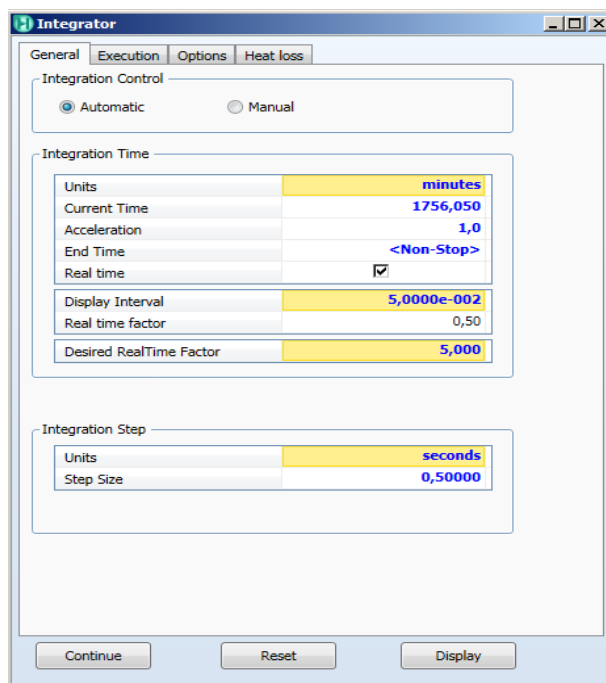 Integrator
General Execution Options Heat loss
Integration Control
Automatic Manual
Integration Time
Units minutes
Current Time 1756,050
Acceleration 1,0
End Time <Non-Stop>
Real time
Display Interval 5,0000e-002
Real time factor 0,50
Desired RealTime Factor 5,000
Integration Step
Units seconds
Step Size 0,50000
Continue Reset Display